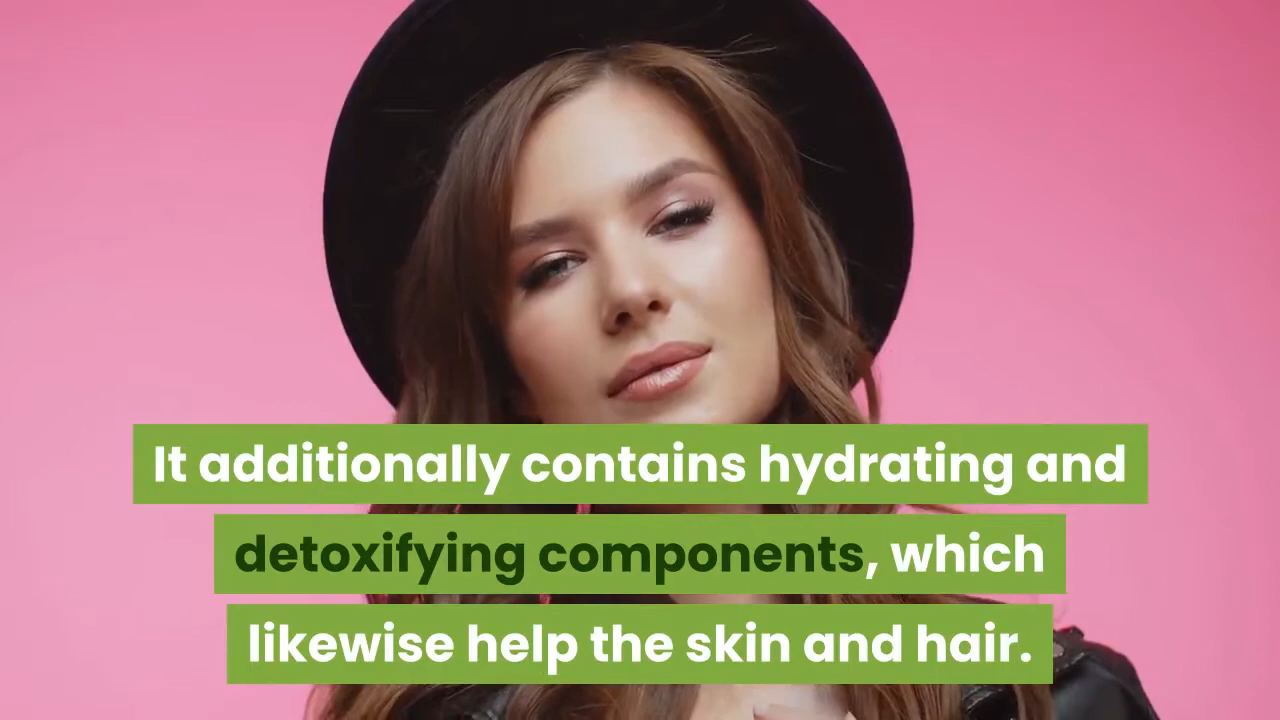 It additionally contains hydrating and
detoxifying components, which
likewise help the skin and hair.